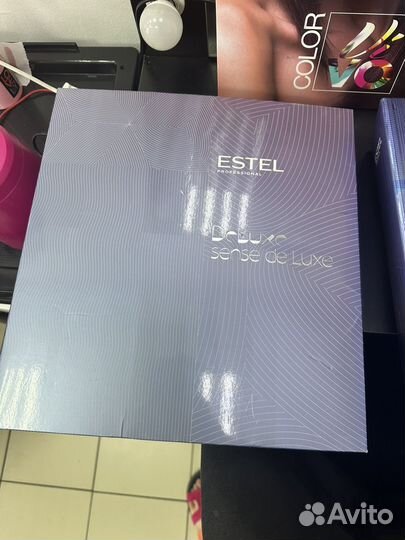 COLOR
ESTEL
PROFESSIONAL
DeLuxe
sense de Luxe
Avito